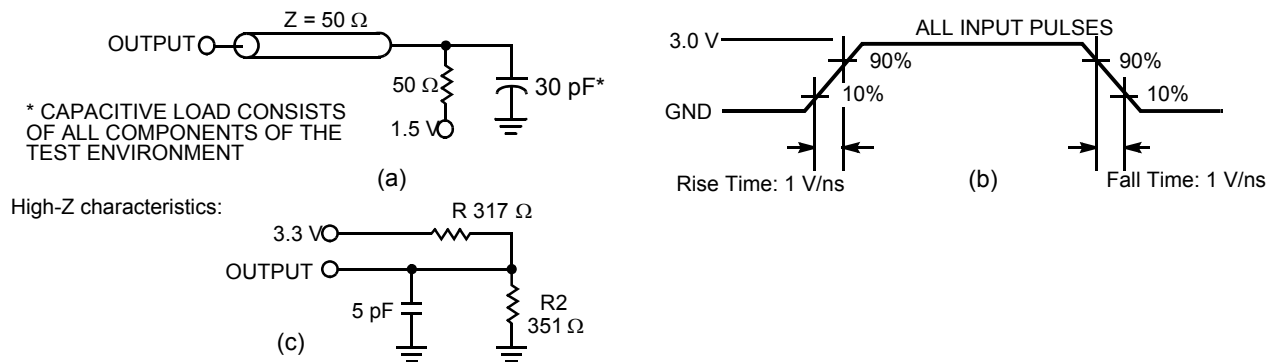 Z = 50 Ω
OUTPUT
50 Ω
30 pF*
1.5 V
* CAPACITIVE LOAD CONSISTS
OF ALL COMPONENTS OF THE
TEST ENVIRONMENT
(a)
ALL INPUT PULSES
3.0 V
90%
10%
GND
90%
10%
Rise Time: 1 V/ns
(b)
Fall Time: 1 V/ns
High-Z characteristics:
R 317 Ω
3.3 V
OUTPUT
5 pF
R2
351 Ω
(c)